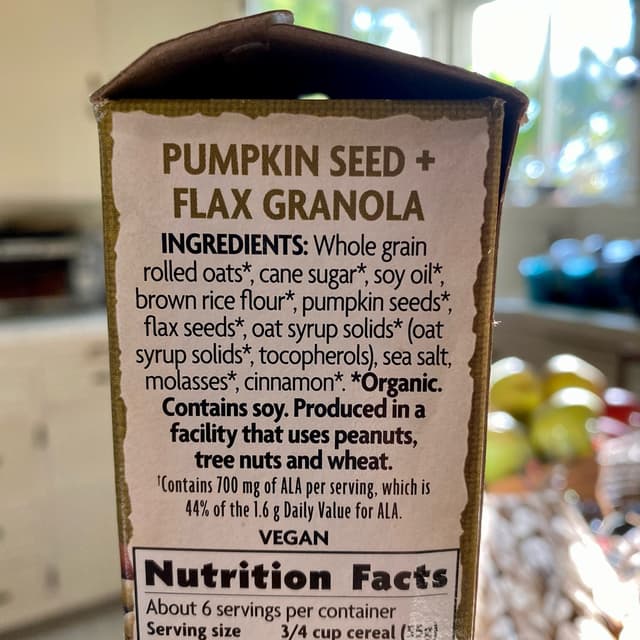 PUMPKIN SEED +
FLAX GRANOLA
INGREDIENTS: Whole grain
rolled oats*, cane sugar*, soy oil*,
brown rice flour*, pumpkin seeds*,
flax seeds*, oat syrup solids* (oat
syrup solids*, tocopherols), sea salt,
molasses*, cinnamon*. *Organic.
Contains soy. Produced in a
facility that uses peanuts,
tree nuts and wheat.
†Contains 700 mg of ALA per serving, which is
44% of the 1.6 g Daily Value for ALA.
VEGAN
Nutrition Facts
About 6 servings per container
Serving size 3/4 cup cereal (55g)